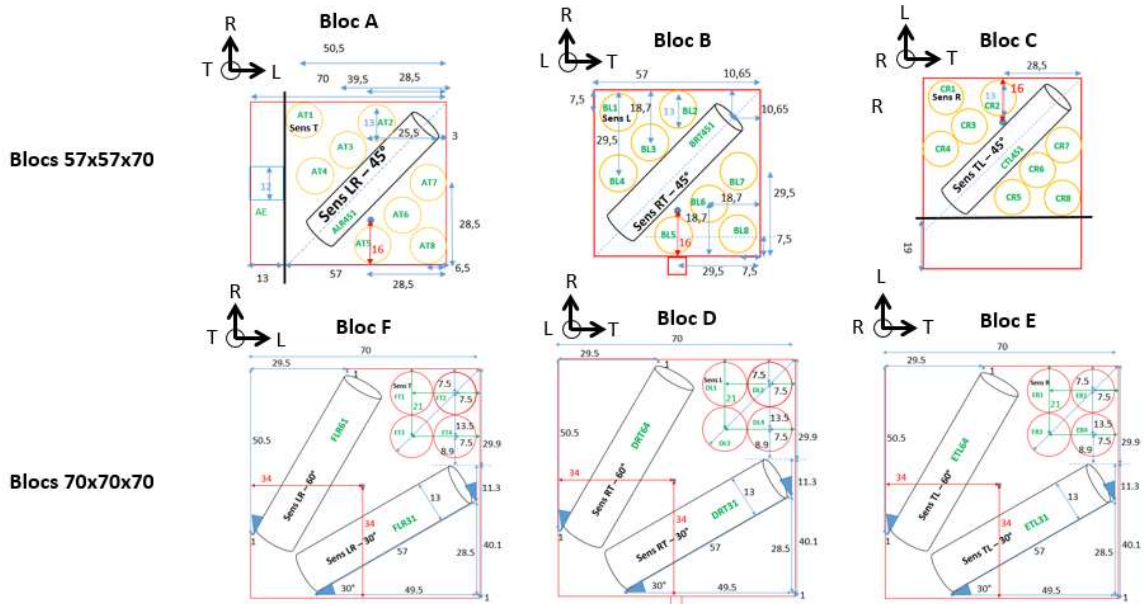 Blocs 57x57x70
Bloc A
R
T
L
50,5
70
39,5
28,5
AT1
Sens T
AT2
13
AT3
25,5
3
AT4
Sens LR – 45°
ALR451
AT7
AT6
AT5
AT8
12
AE
16
28,5
13
57
28,5
6,5
Bloc B
R
L
T
57
10,65
7,5
BL1
Sens L
18,7
13
BL2
10,65
BL3
BRT451
29,5
BL4
Sens RT – 45°
BL7
BL6
18,7
18,7
29,5
BL5
BL8
16
7,5
29,5
7,5
Bloc C
L
R
T
R
28,5
CR1
Sens R
16
13
CR2
CR3
CR4
Sens TL – 45°
CTL451
CR7
CR6
CR5
CR8
19
Blocs 70x70x70
Bloc F
R
T
L
70
29.5
1
Sens T
FT1
FT2
21
7.5
7.5
FT3
FT4
13.5
7.5
8.9
29.9
FLR61
Sens LR – 60°
50.5
34
34
13
11.3
FLR31
Sens LR – 30°
57
28.5
40.1
1
30°
49.5
1
Bloc D
R
L
T
70
29.5
1
Sens L
DL1
DL2
21
7.5
7.5
DL3
DL4
13.5
7.5
8.9
29.9
DRT64
Sens RT – 60°
50.5
34
34
13
11.3
DRT31
Sens RT – 30°
57
28.5
40.1
1
30°
49.5
1
Bloc E
L
R
T
70
29.5
1
Sens R
ER1
ER2
21
7.5
7.5
ER3
ER4
13.5
7.5
8.9
29.9
ETL64
Sens TL – 60°
50.5
34
34
13
11.3
ETL31
Sens TL – 30°
57
28.5
40.1
1
30°
49.5
1